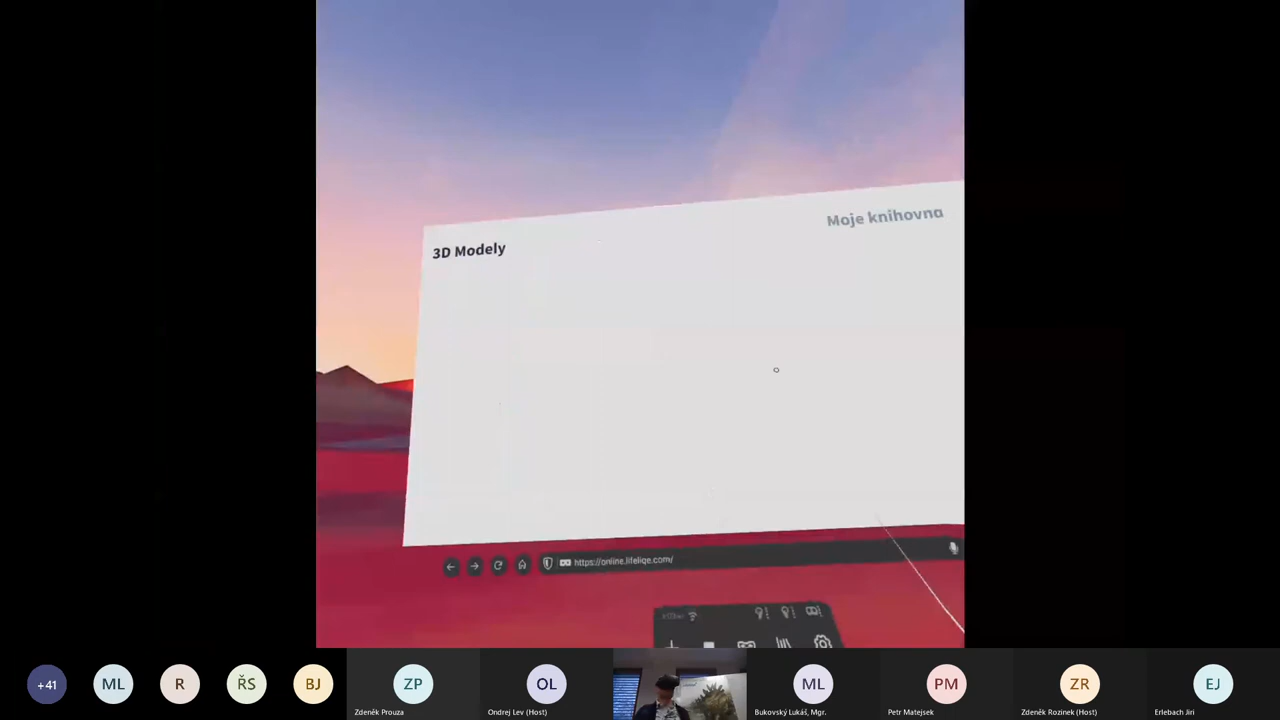 Moje knihovna
3D Modely
https://online.lifeliqe.com/
+41
ML
R
ŘS
BJ
ZP
OL
ML
PM
ZR
EJ
Zdeněk Prouza
Ondrej Lev (Host)
Bukovský Lukáš, Mgr.
Petr Matejsek
Zdeněk Rozinek (Host)
Erlebach Jiri